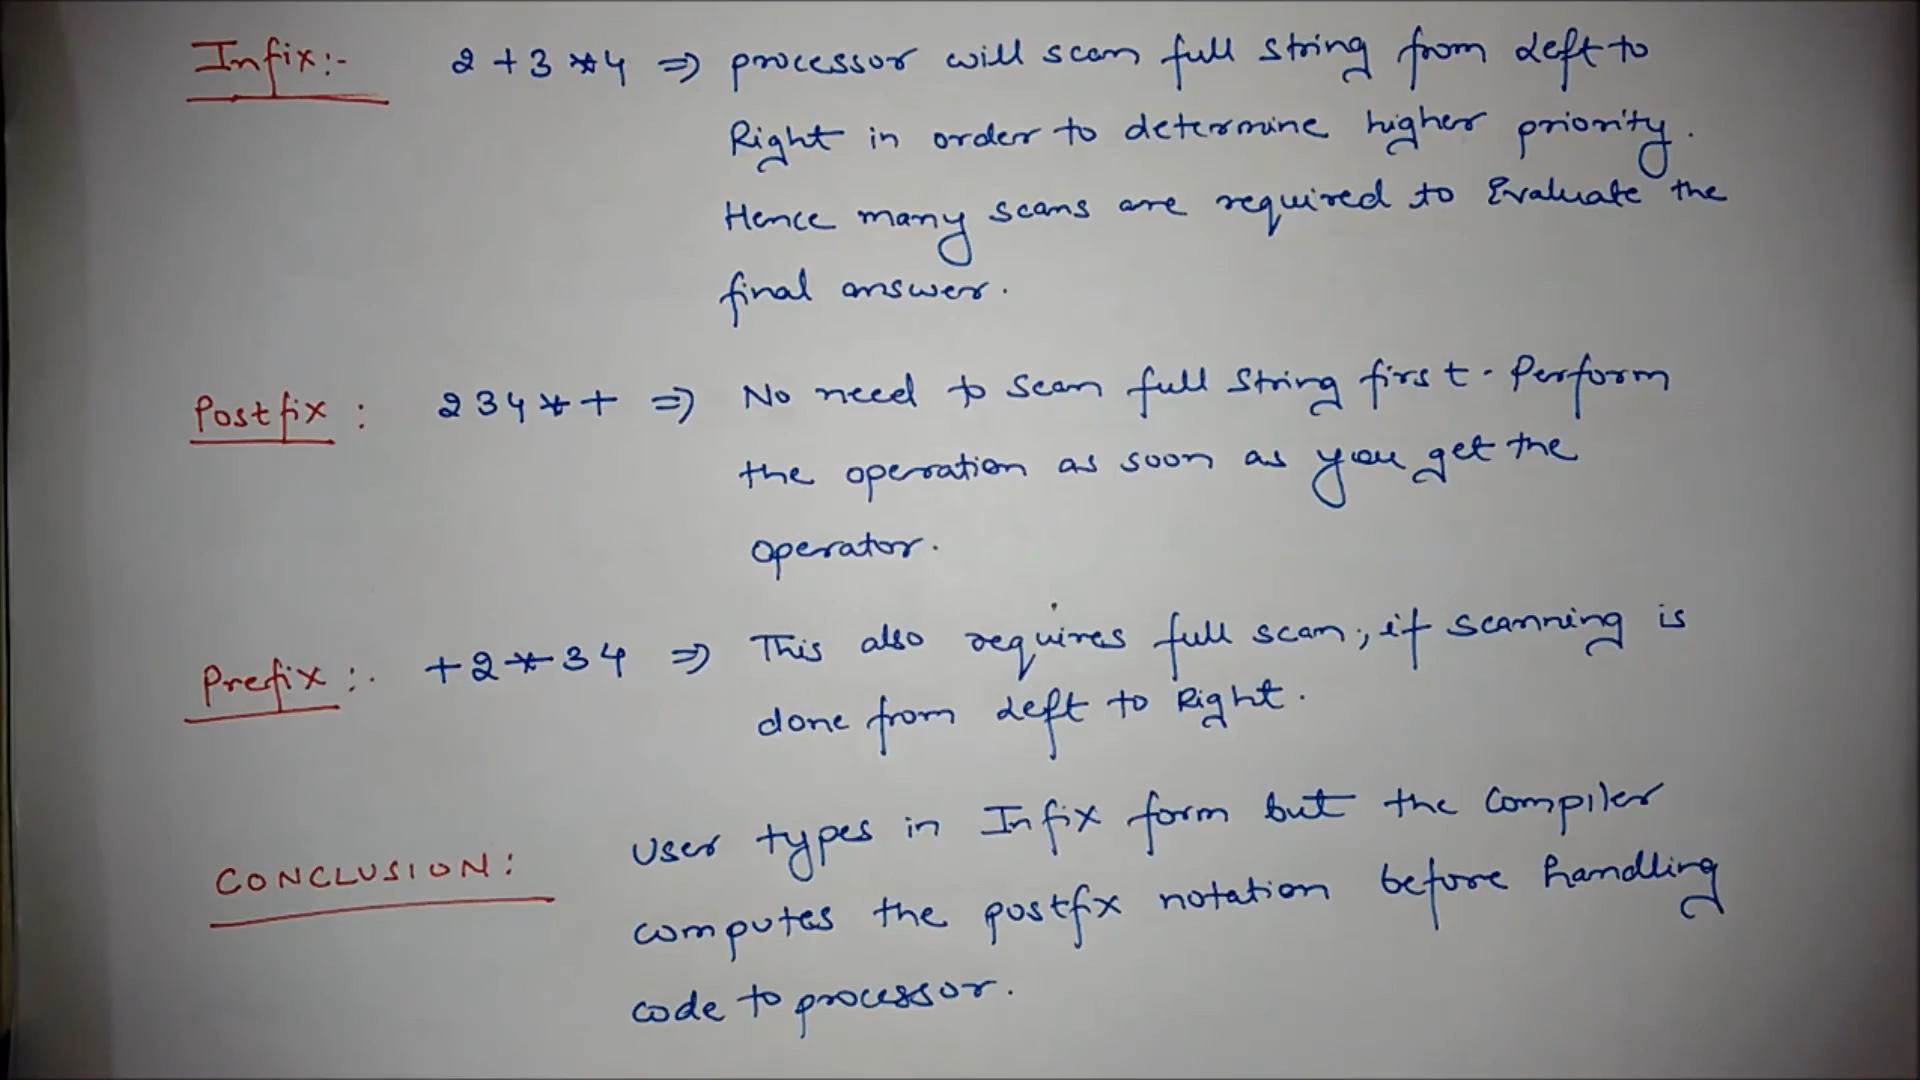 Infix:- 2 + 3 * 4 ⇒ processor will scan full string from Left to
Right in order to determine higher priority.
Hence many scans are required to Evaluate the
final answer.
Postfix : 2 3 4 * + ⇒ No need to scan full string first. Perform
the operation as soon as you get the
operator.
Prefix :- + 2 * 3 4 ⇒ This also requires full scan, if scanning is
done from Left to Right.
CONCLUSION: User types in Infix form but the compiler
computes the postfix notation before handling
code to processor.